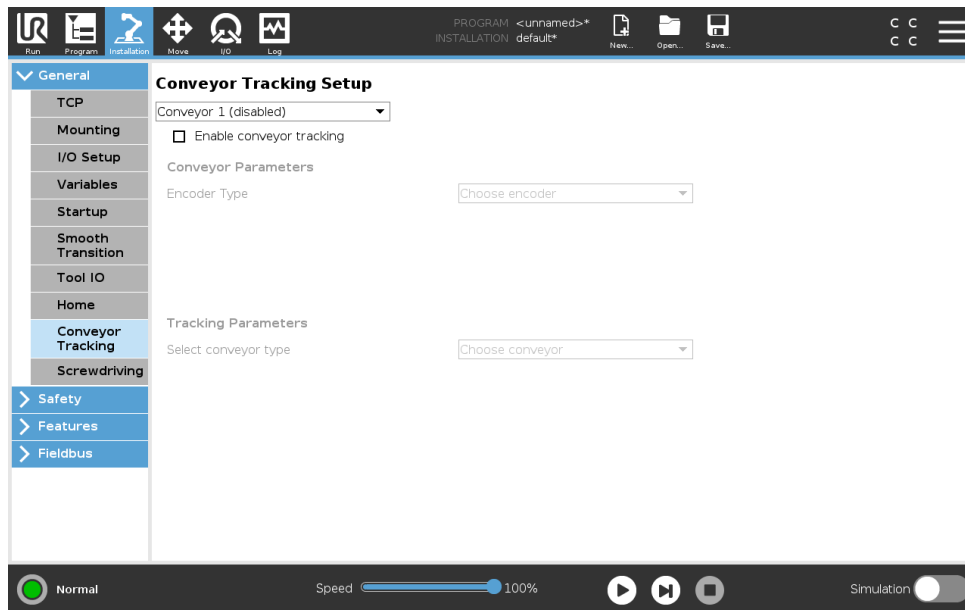 PROGRAM <unnamed>*
INSTALLATION default*
C C
C C
Run Program Installation Move I/O Log New... Open... Save...
General
TCP
Mounting
I/O Setup
Variables
Startup
Smooth
Transition
Tool IO
Home
Conveyor
Tracking
Screwdriving
Safety
Features
Fieldbus
Conveyor Tracking Setup
Conveyor 1 (disabled)
Enable conveyor tracking
Conveyor Parameters
Encoder Type Choose encoder
Tracking Parameters
Select conveyor type Choose conveyor
Normal Speed 100% Simulation